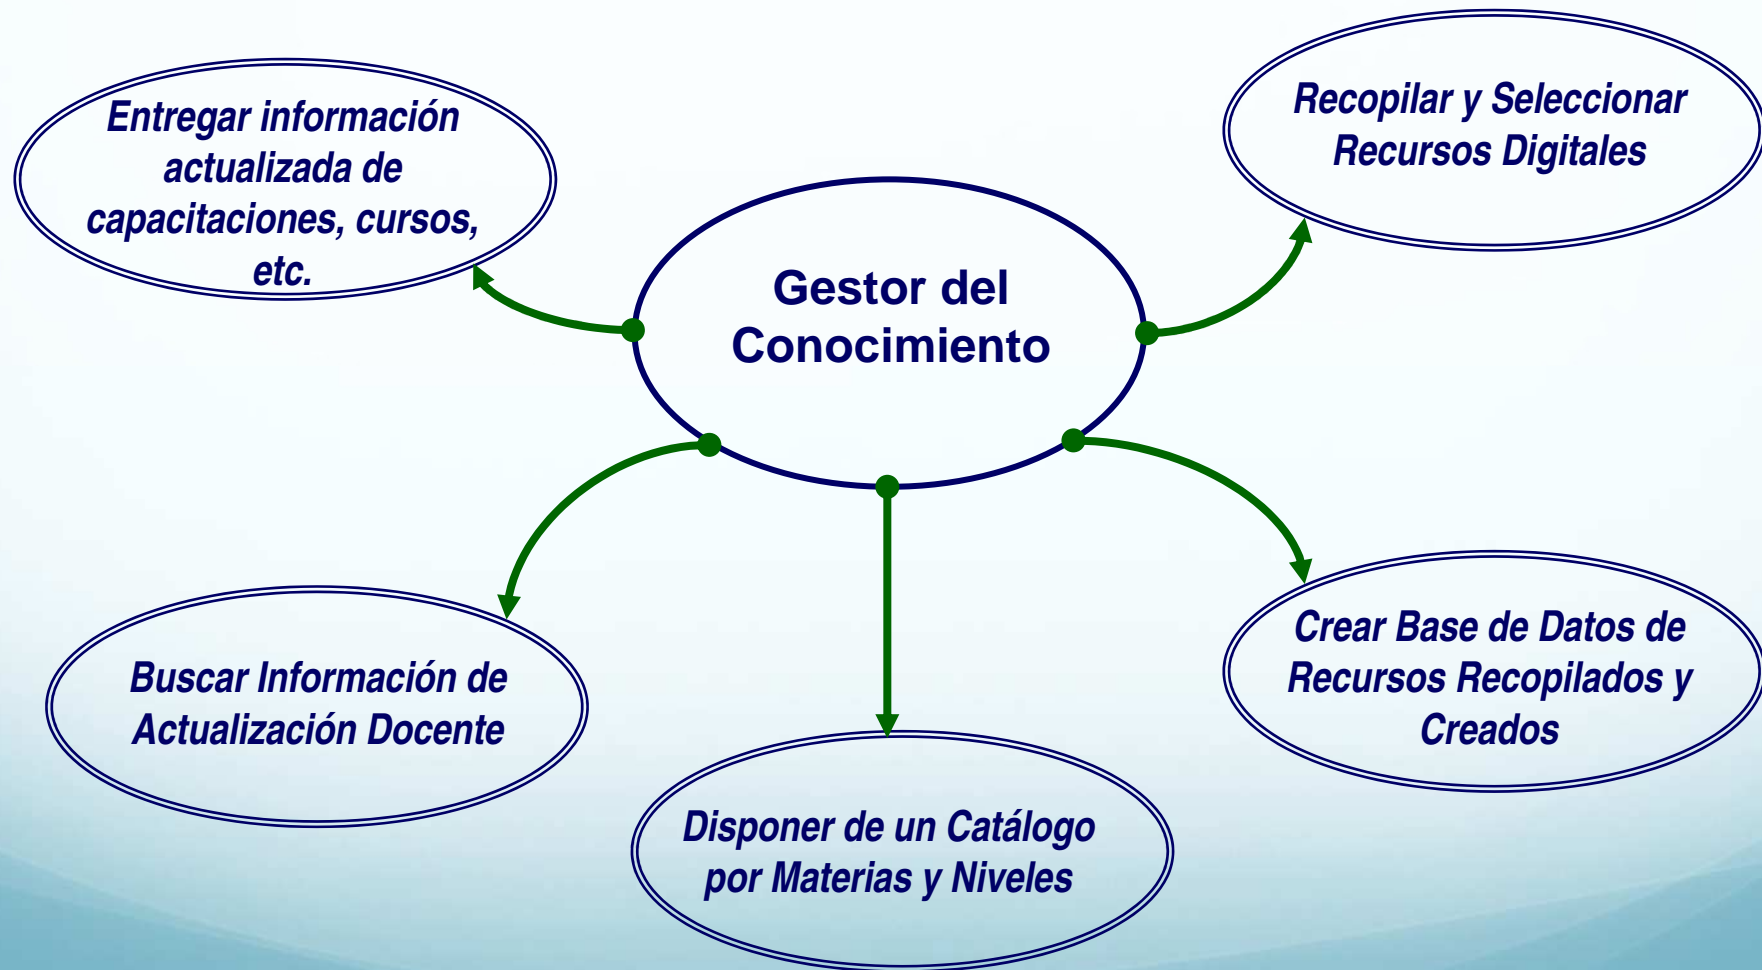 Entregar información
actualizada de
capacitaciones, cursos,
etc.
Recopilar y Seleccionar
Recursos Digitales
Gestor del
Conocimiento
Buscar Información de
Actualización Docente
Disponer de un Catálogo
por Materias y Niveles
Crear Base de Datos de
Recursos Recopilados y
Creados